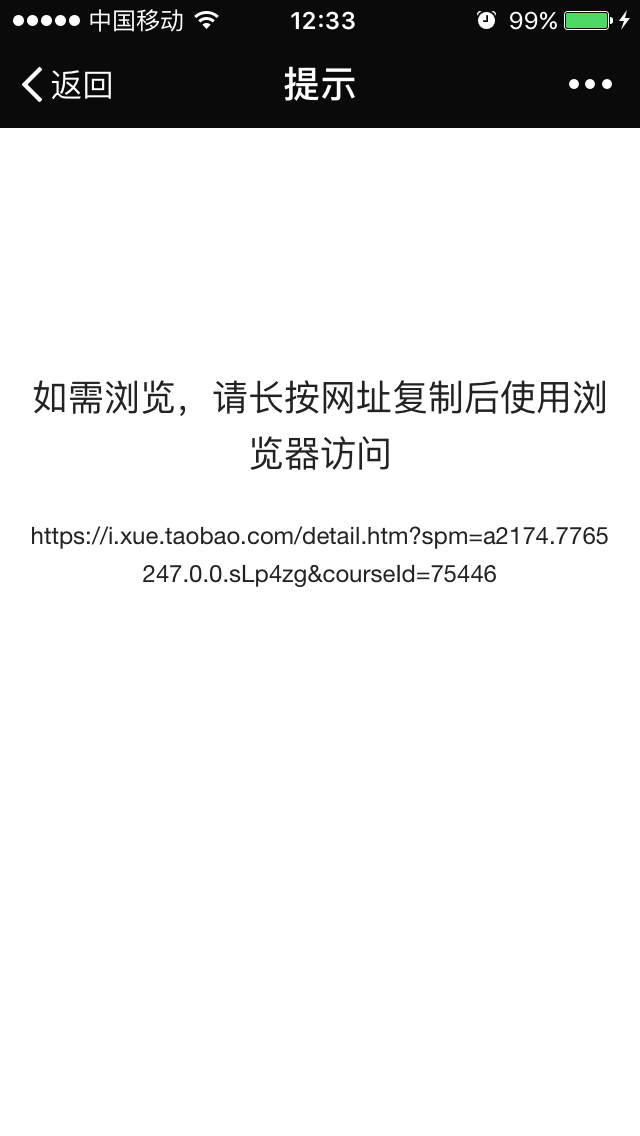 中国移动 12:33 99%
返回 提示
如需浏览，请长按网址复制后使用浏
览器访问
https://i.xue.taobao.com/detail.htm?spm=a2174.7765
247.0.0.sLp4zg&courseId=75446